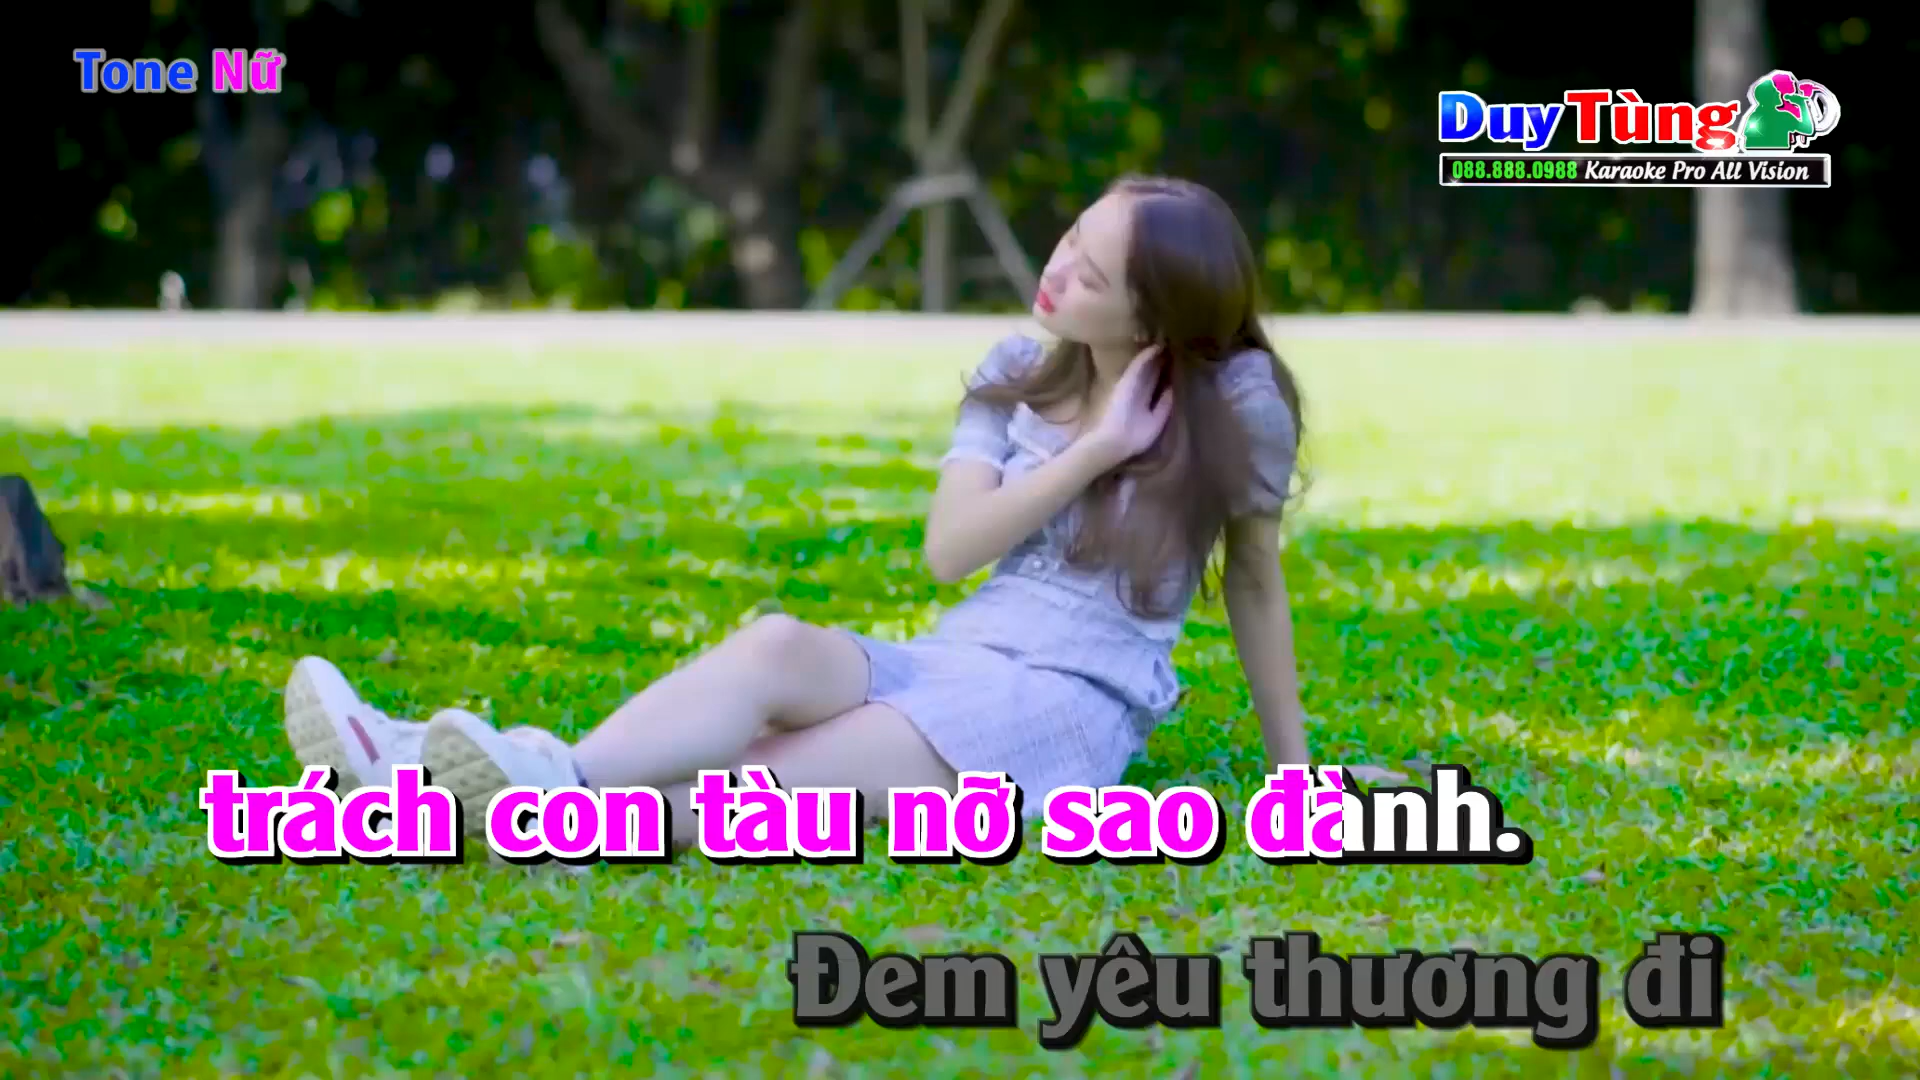 Tone Nữ
DuyTùng
088.888.0988 Karaoke Pro All Vision
trách con tàu nỡ sao đành.
Đem yêu thương đi